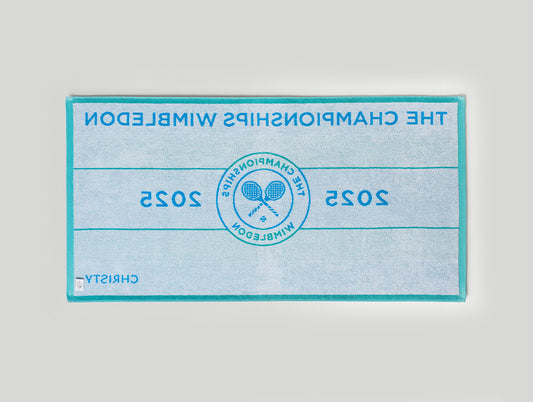 THE CHAMPIONSHIPS WIMBLEDON
2025
THE CHAMPIONSHIPS
WIMBLEDON
2025
CHRISTY